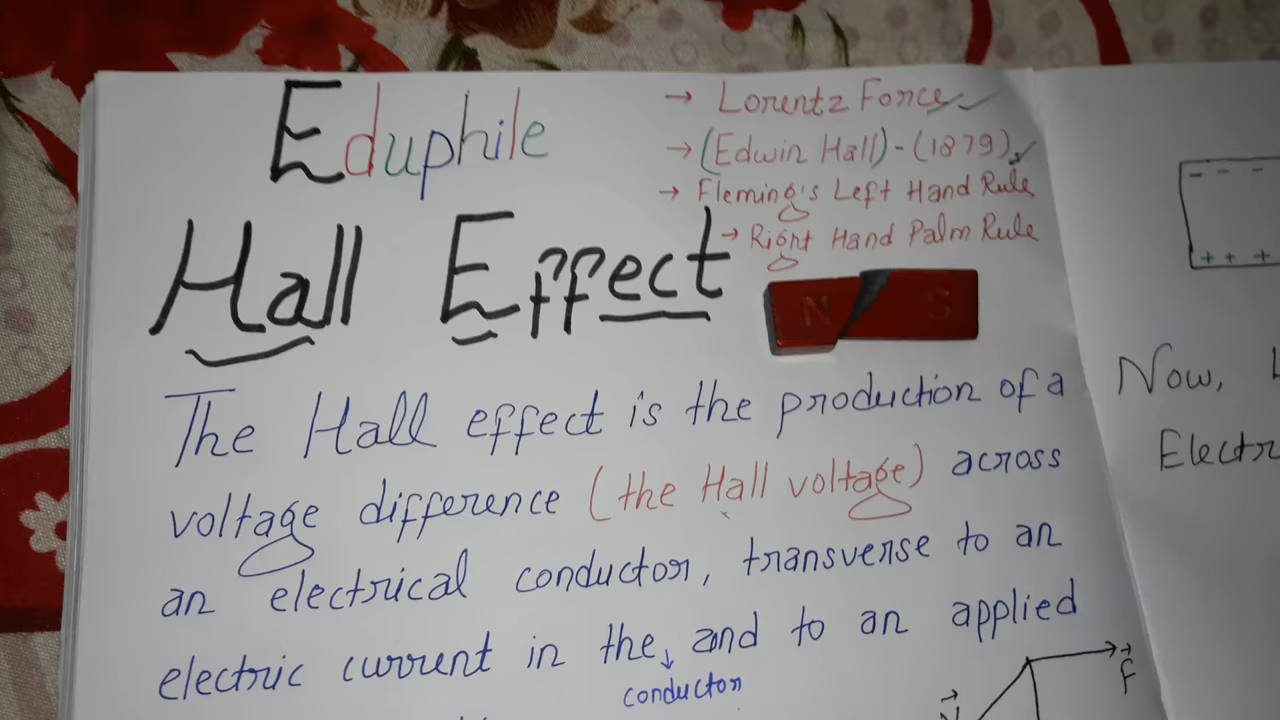 Eduphile
→ Lorentz Force
→ (Edwin Hall) - (1879)
→ Fleming's Left Hand Rule
→ Right Hand Palm Rule
Hall Effect
N S
The Hall effect is the production of a
voltage difference (the Hall voltage) across
an electrical conductor, transverse to an
electric current in the ↓ and to an applied
conductor
F
- - -
+ + +
Now,
Electr